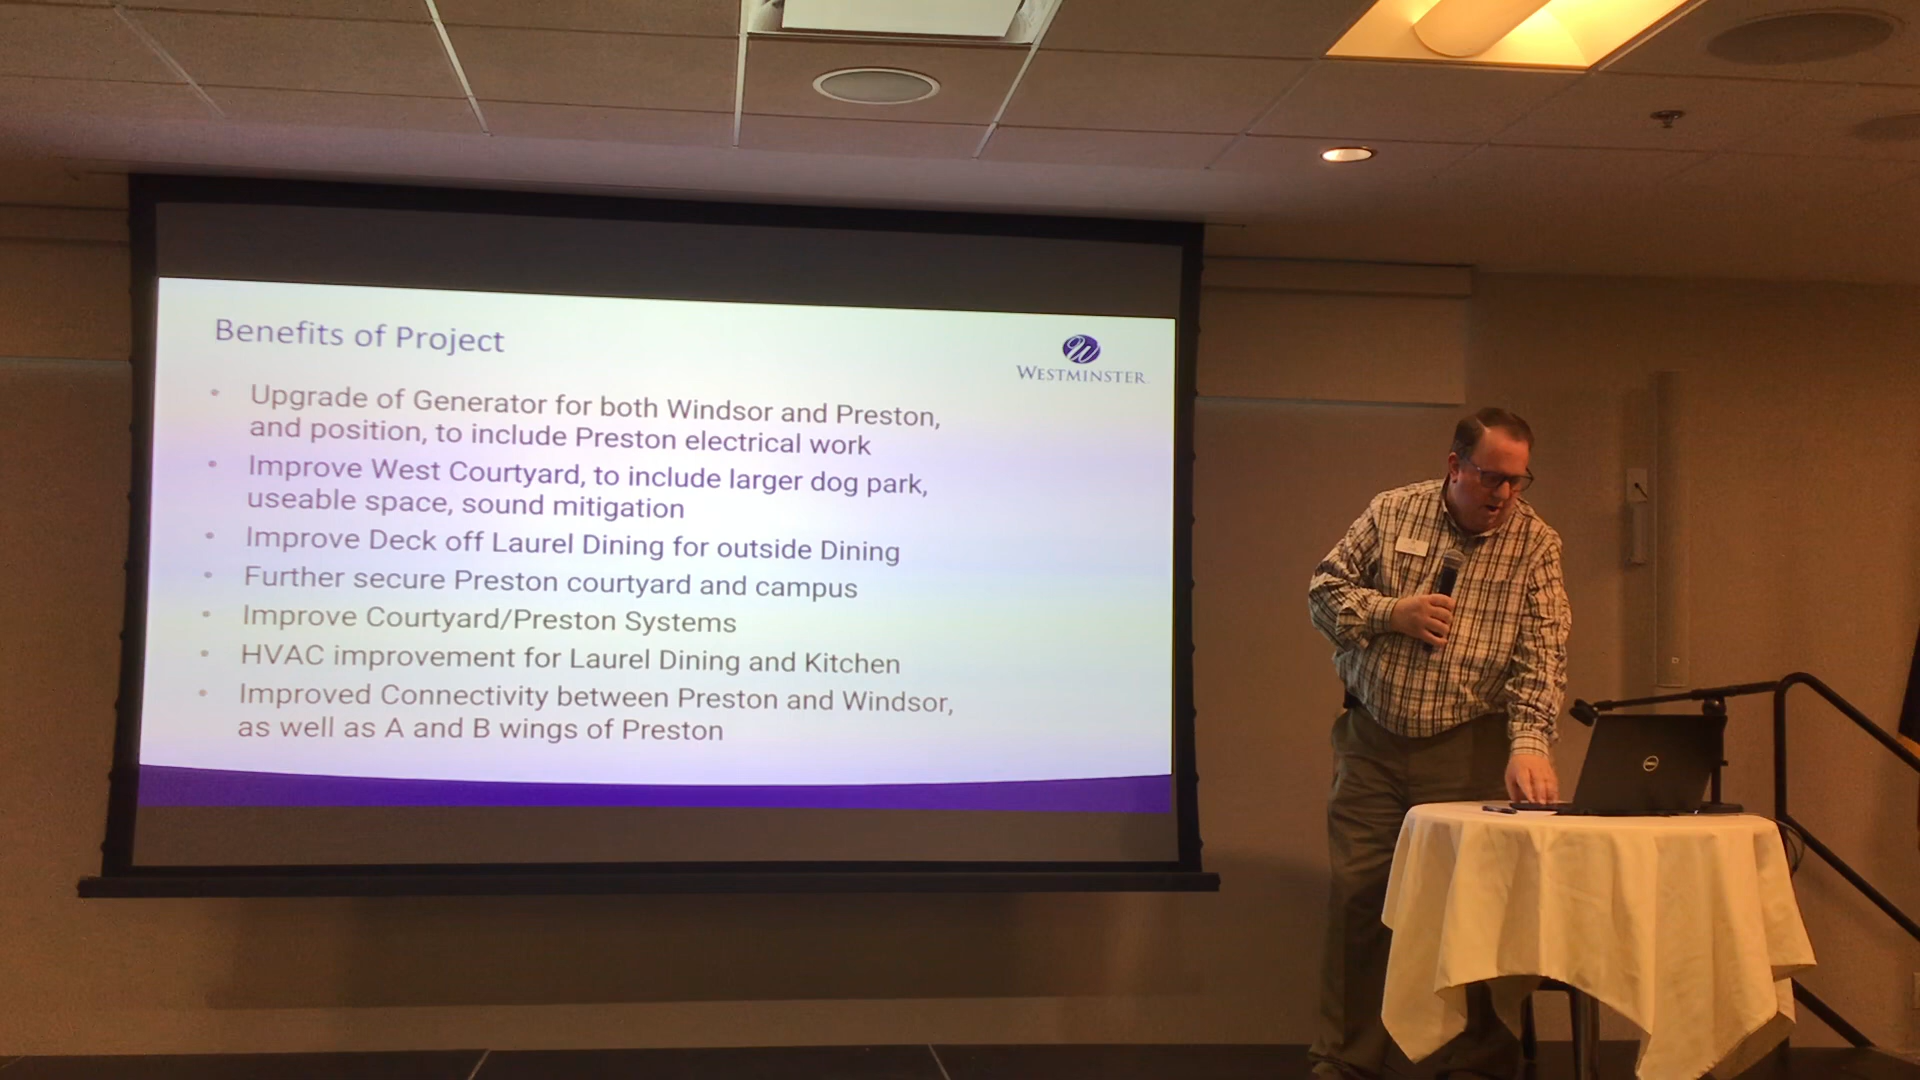 Benefits of Project
W
WESTMINSTER
• Upgrade of Generator for both Windsor and Preston,
and position, to include Preston electrical work
• Improve West Courtyard, to include larger dog park,
useable space, sound mitigation
• Improve Deck off Laurel Dining for outside Dining
• Further secure Preston courtyard and campus
• Improve Courtyard/Preston Systems
• HVAC improvement for Laurel Dining and Kitchen
• Improved Connectivity between Preston and Windsor,
as well as A and B wings of Preston
DELL